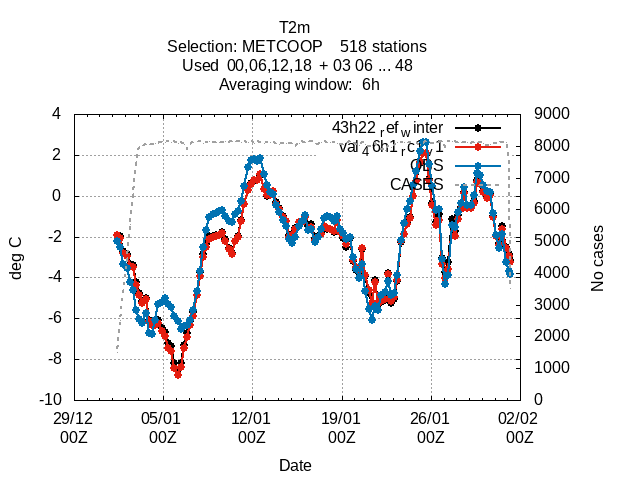 T2m
Selection: METCOOP 518 stations
Used 00,06,12,18 + 03 06 ... 48
Averaging window: 6h
4 9000
43h22_ref_winter
8000
val_46h1_rc1_v1
2 OBS 7000
CASES
0 6000
-2 5000
deg C No cases
-4 4000
3000
-6 2000
-8 1000
-10 0
29/12 05/01 12/01 19/01 26/01 02/02
00Z 00Z 00Z 00Z 00Z 00Z
Date